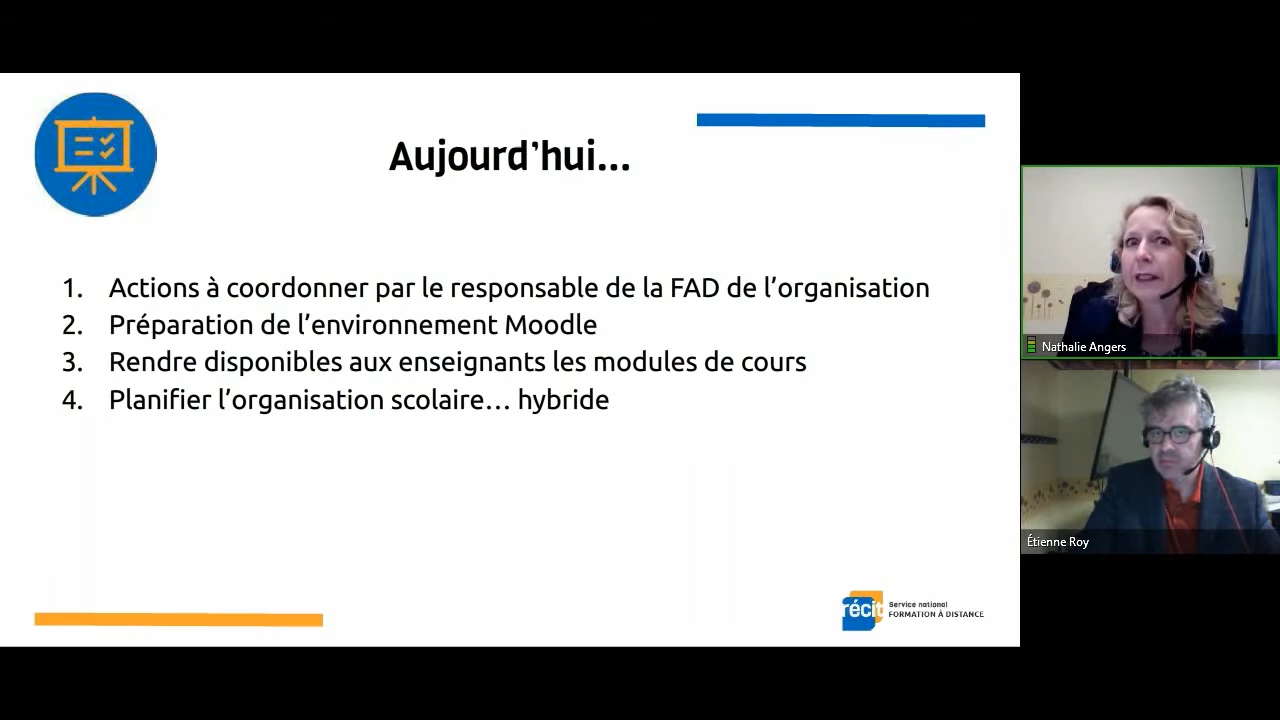 Aujourd’hui...
1. Actions à coordonner par le responsable de la FAD de l’organisation
2. Préparation de l’environnement Moodle
3. Rendre disponibles aux enseignants les modules de cours
4. Planifier l’organisation scolaire… hybride
récit
Service national
FORMATION À DISTANCE
Nathalie Angers
Étienne Roy